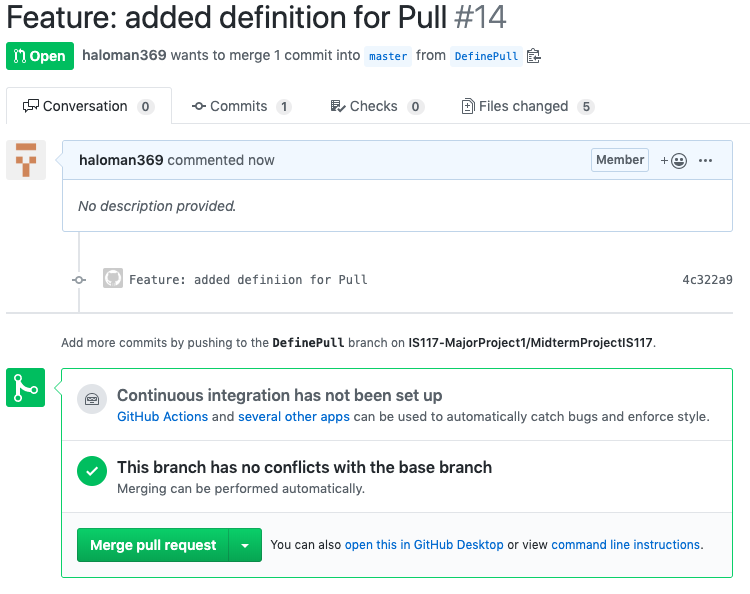 Feature: added definition for Pull #14
Open haloman369 wants to merge 1 commit into master from DefinePull
Conversation 0 Commits 1 Checks 0 Files changed 5
haloman369 commented now Member
No description provided.
Feature: added definiion for Pull 4c322a9
Add more commits by pushing to the DefinePull branch on IS117-MajorProject1/MidtermProjectIS117.
Continuous integration has not been set up
GitHub Actions and several other apps can be used to automatically catch bugs and enforce style.
This branch has no conflicts with the base branch
Merging can be performed automatically.
Merge pull request You can also open this in GitHub Desktop or view command line instructions.